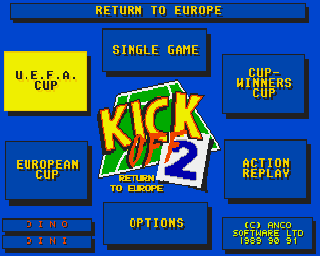 RETURN TO EUROPE
SINGLE GAME
U.E.F.A.
CUP
CUP-
WINNERS
CUP
KICK
OFF
2
RETURN
TO EUROPE
EUROPEAN
CUP
ACTION
REPLAY
OPTIONS
DINO
DINI
(C) ANCO
SOFTWARE LTD
1989 90 91